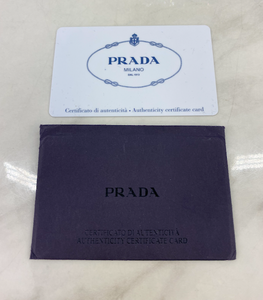 PRADA
MILANO
Certificato di autenticità • Authenticity certificate card
PRADA
CERTIFICATO DI AUTENTICITÀ
AUTHENTICITY CERTIFICATE CARD